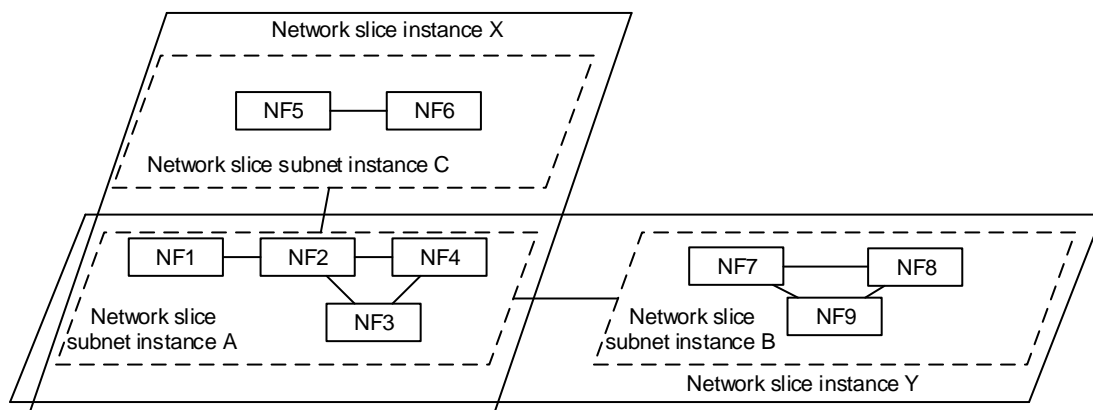 Network slice instance X
NF5
NF6
Network slice subnet instance C
NF1
NF2
NF4
NF3
Network slice
subnet instance A
NF7
NF8
NF9
Network slice
subnet instance B
Network slice instance Y